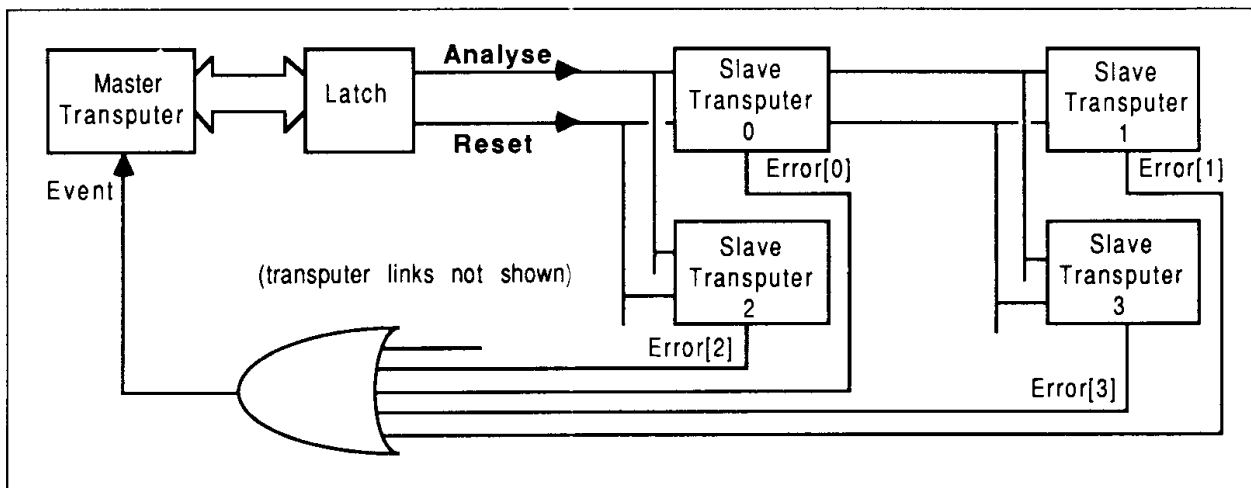 Master
Transputer
Latch
Analyse
Reset
Slave
Transputer
0
Slave
Transputer
1
Event
Error[0]
Error[1]
(transputer links not shown)
Slave
Transputer
2
Slave
Transputer
3
Error[2]
Error[3]